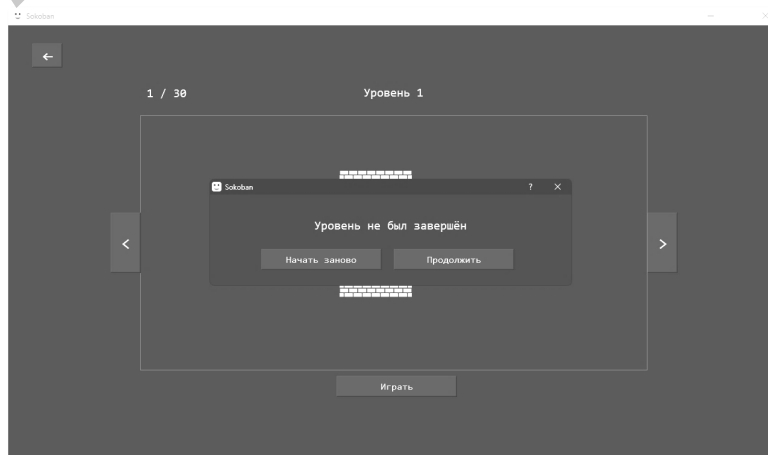 Sokoban
1 / 30
Уровень 1
Sokoban
Уровень не был завершён
Начать заново
Продолжить
Играть